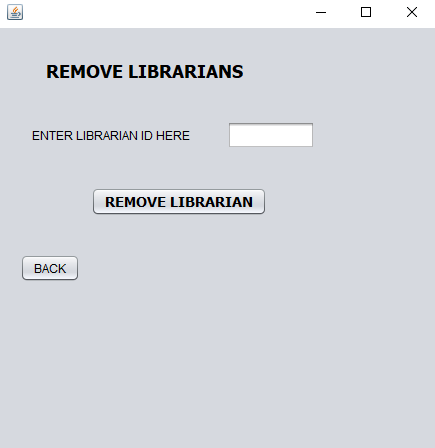 REMOVE LIBRARIANS
ENTER LIBRARIAN ID HERE
REMOVE LIBRARIAN
BACK